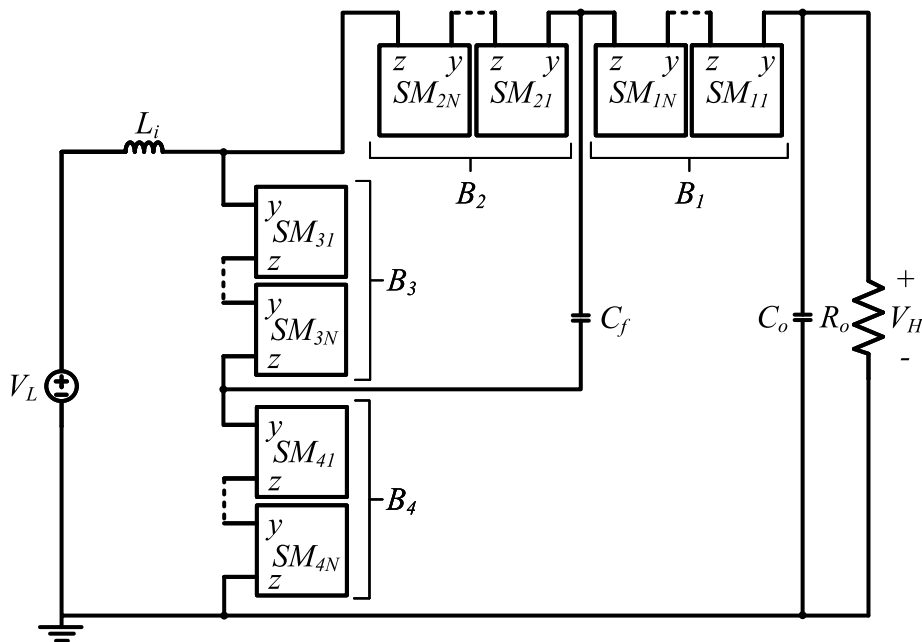 z y z y z y z y
SM2N SM21 SM1N SM11
B2 B1
Li
y
SM31
z
B3
y
SM3N
z
Cf Co Ro + VH -
VL
y
SM41
z
B4
y
SM4N
z